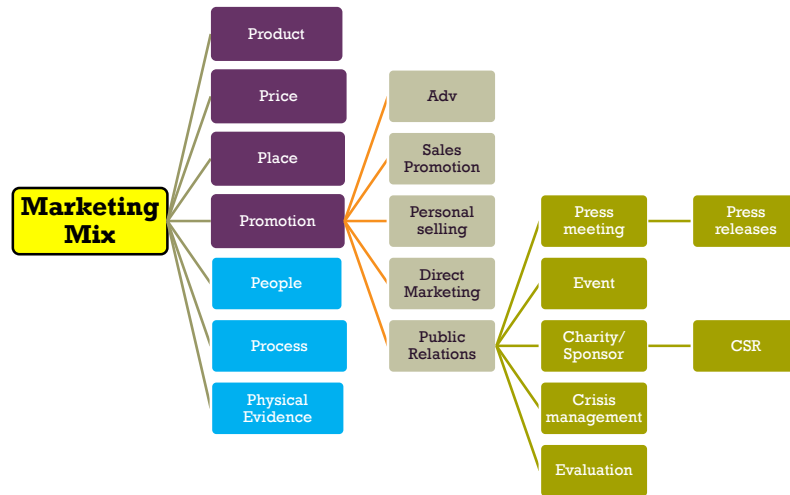 Marketing
Mix
Product
Price
Place
Promotion
People
Process
Physical
Evidence
Adv
Sales
Promotion
Personal
selling
Direct
Marketing
Public
Relations
Press
meeting
Event
Charity/
Sponsor
Crisis
management
Evaluation
Press
releases
CSR